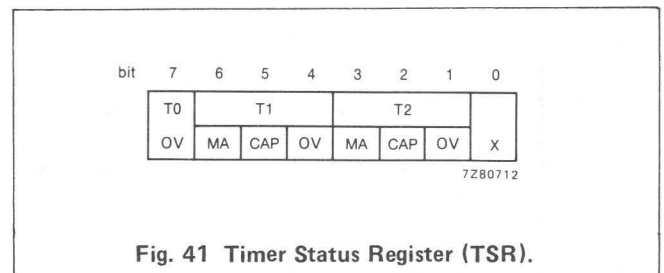 bit 7 6 5 4 3 2 1 0
T0 T1 T2
OV MA CAP OV MA CAP OV X
7Z80712
Fig. 41 Timer Status Register (TSR).